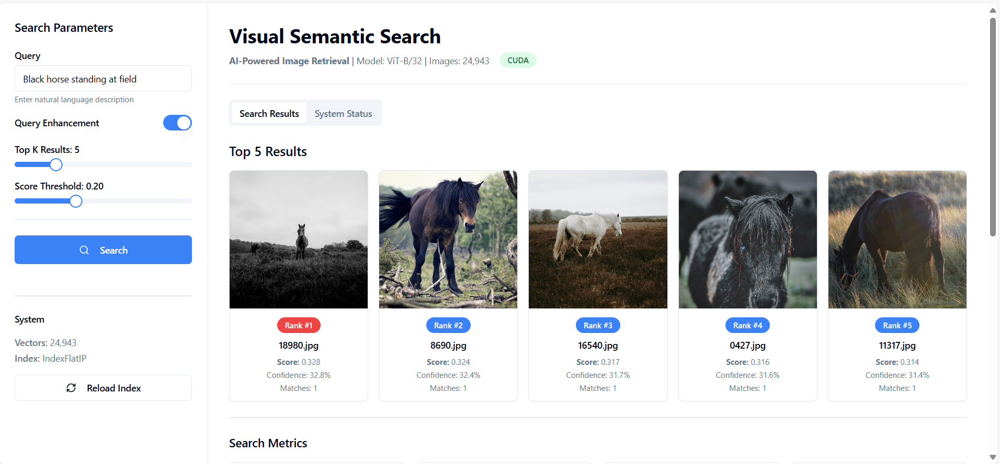 Search Parameters
Query
Black horse standing at field
Enter natural language description
Query Enhancement
Top K Results: 5
Score Threshold: 0.20
Search
System
Vectors: 24,943
Index: IndexFlatIP
Reload Index
Visual Semantic Search
AI-Powered Image Retrieval | Model: ViT-B/32 | Images: 24,943 CUDA
Search Results System Status
Top 5 Results
Rank #1
18980.jpg
Score: 0.328
Confidence: 32.8%
Matches: 1
Rank #2
8690.jpg
Score: 0.324
Confidence: 32.4%
Matches: 1
Rank #3
16540.jpg
Score: 0.317
Confidence: 31.7%
Matches: 1
Rank #4
0427.jpg
Score: 0.316
Confidence: 31.6%
Matches: 1
Rank #5
11317.jpg
Score: 0.314
Confidence: 31.4%
Matches: 1
Search Metrics